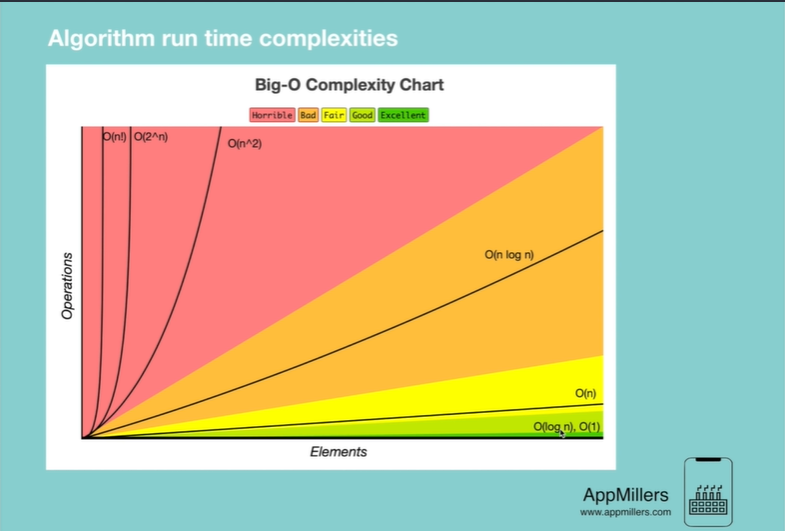 Algorithm run time complexities
Big-O Complexity Chart
Horrible Bad Fair Good Excellent
O(n!) O(2^n)
O(n^2)
O(n log n)
O(n)
O(log n), O(1)
Operations
Elements
AppMillers
www.appmillers.com